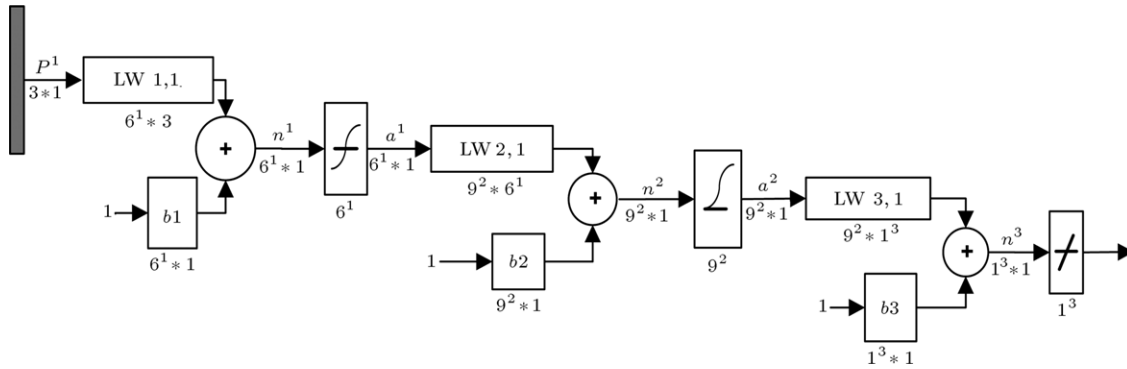 P¹
3∗1
LW 1,1.
6¹∗3
+
1
b1
6¹∗1
n¹
6¹∗1
6¹
a¹
6¹∗1
LW 2, 1
9²∗6¹
+
1
b2
9²∗1
n²
9²∗1
9²
a²
9²∗1
LW 3, 1
9²∗1³
+
1
b3
1³∗1
n³
1³∗1
1³